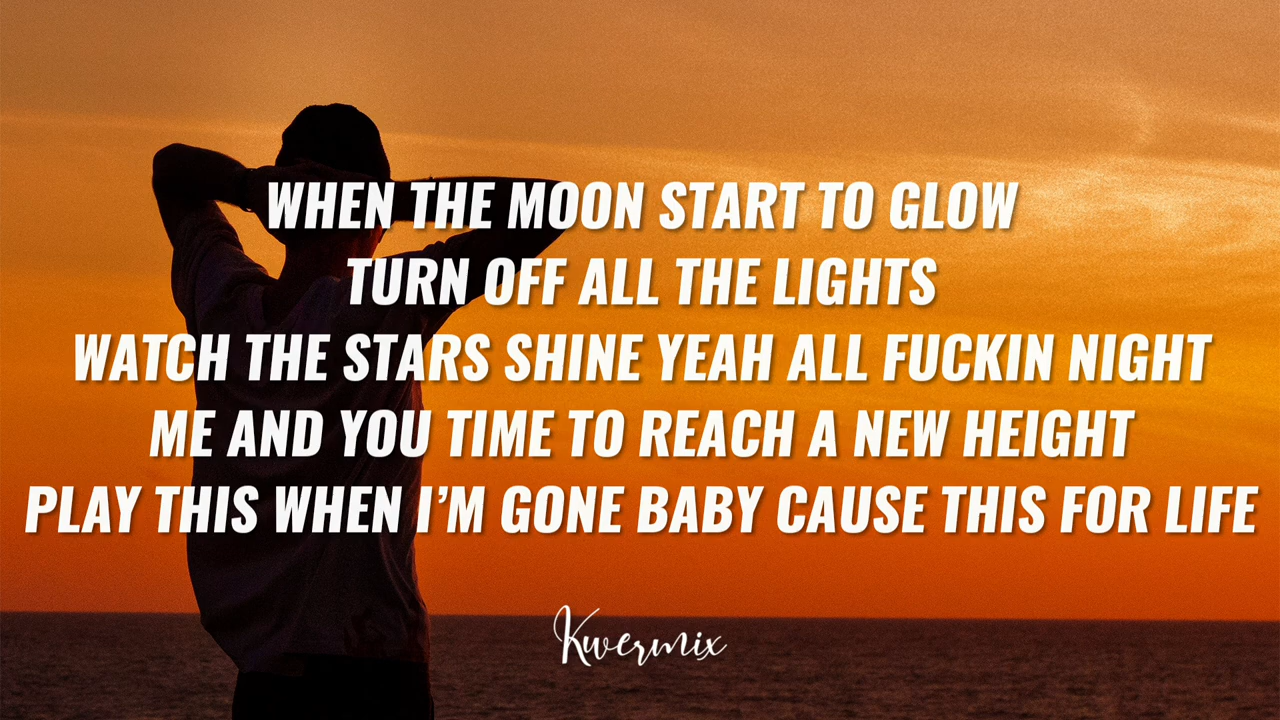 WHEN THE MOON START TO GLOW
TURN OFF ALL THE LIGHTS
WATCH THE STARS SHINE YEAH ALL FUCKIN NIGHT
ME AND YOU TIME TO REACH A NEW HEIGHT
PLAY THIS WHEN I’M GONE BABY CAUSE THIS FOR LIFE
Kwermix